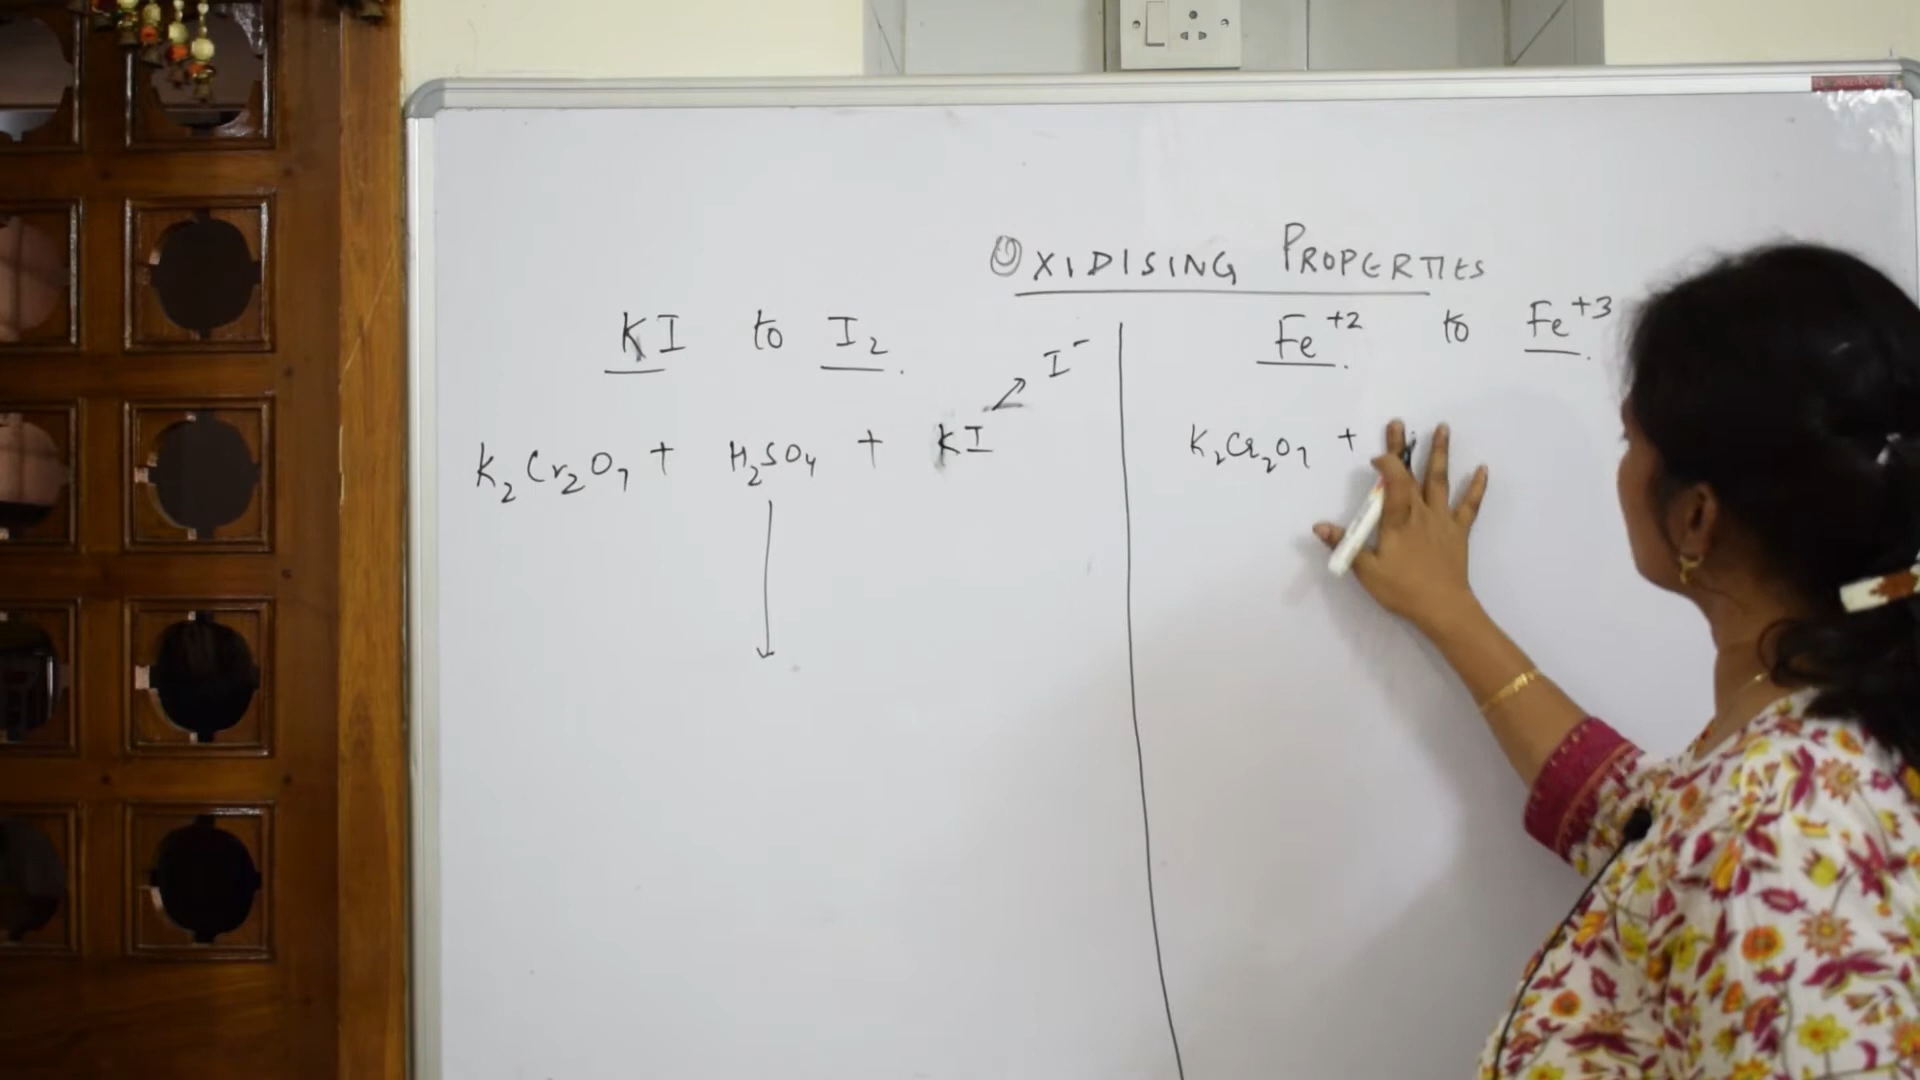 OXIDISING PROPERTIES
KI to I₂.
I⁻
K₂Cr₂O₇ + H₂SO₄ + KI
Fe⁺² . to Fe⁺³ .
K₂Cr₂O₇ +